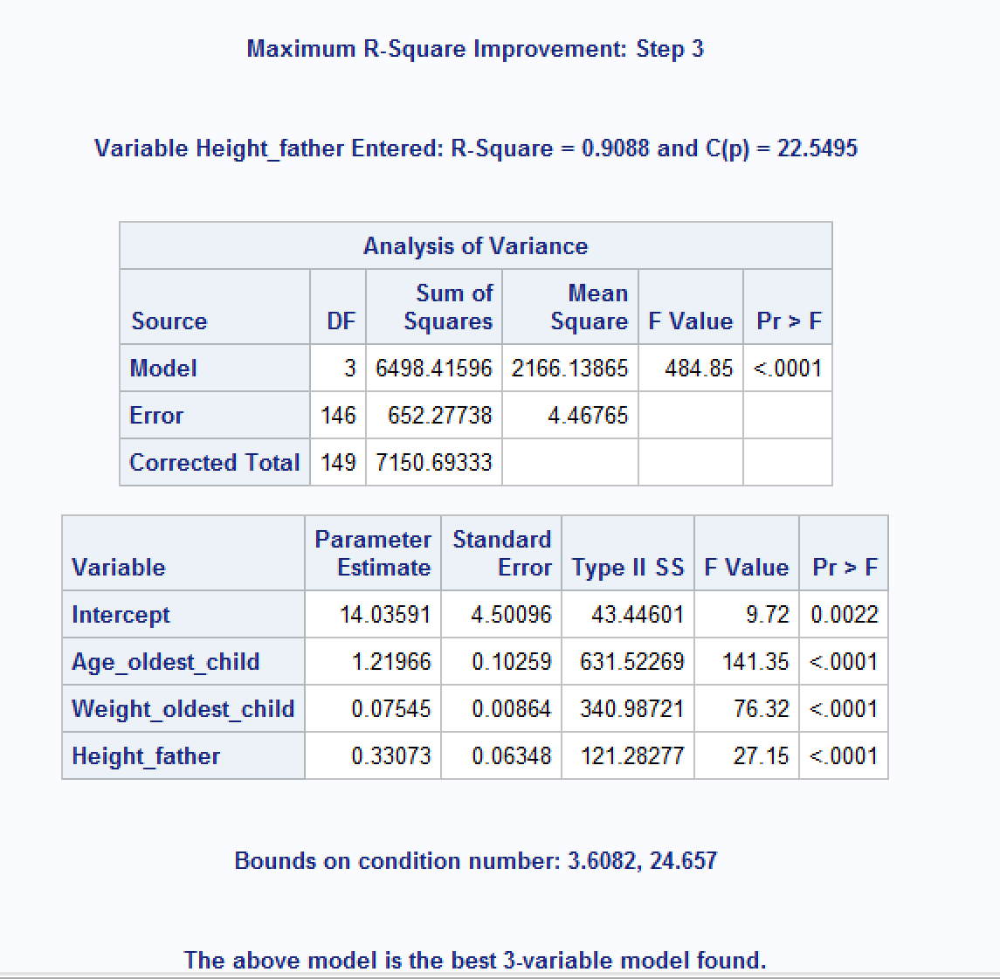 Maximum R-Square Improvement: Step 3
Variable Height_father Entered: R-Square = 0.9088 and C(p) = 22.5495
Analysis of Variance
Source DF Sum of Squares Mean Square F Value Pr > F
Model 3 6498.41596 2166.13865 484.85 <.0001
Error 146 652.27738 4.46765
Corrected Total 149 7150.69333
Variable Parameter Estimate Standard Error Type II SS F Value Pr > F
Intercept 14.03591 4.50096 43.44601 9.72 0.0022
Age_oldest_child 1.21966 0.10259 631.52269 141.35 <.0001
Weight_oldest_child 0.07545 0.00864 340.98721 76.32 <.0001
Height_father 0.33073 0.06348 121.28277 27.15 <.0001
Bounds on condition number: 3.6082, 24.657
The above model is the best 3-variable model found.